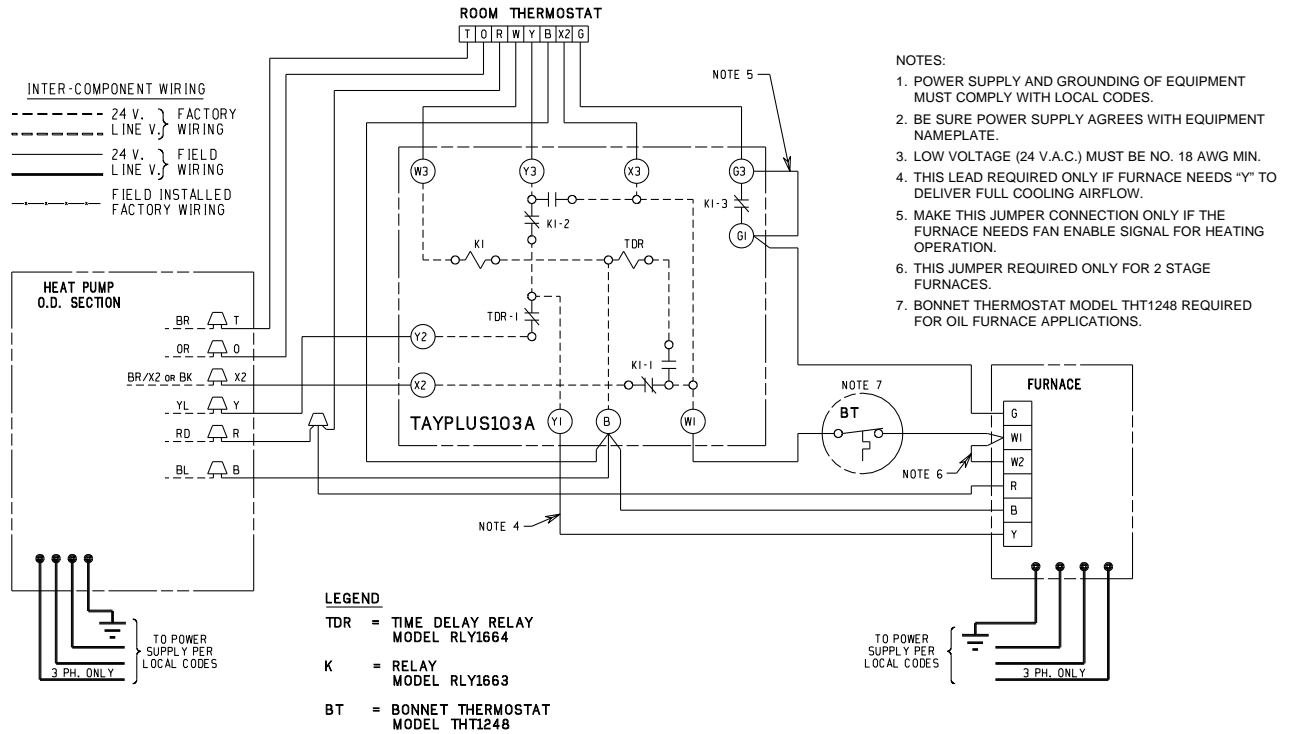 ROOM THERMOSTAT
T O R W Y B X2 G
INTER-COMPONENT WIRING
24 V. FACTORY
LINE V. WIRING
24 V. FIELD
LINE V. WIRING
FIELD INSTALLED
FACTORY WIRING
NOTE 5
NOTES:
1. POWER SUPPLY AND GROUNDING OF EQUIPMENT
MUST COMPLY WITH LOCAL CODES.
2. BE SURE POWER SUPPLY AGREES WITH EQUIPMENT
NAMEPLATE.
3. LOW VOLTAGE (24 V.A.C.) MUST BE NO. 18 AWG MIN.
4. THIS LEAD REQUIRED ONLY IF FURNACE NEEDS “Y” TO
DELIVER FULL COOLING AIRFLOW.
5. MAKE THIS JUMPER CONNECTION ONLY IF THE
FURNACE NEEDS FAN ENABLE SIGNAL FOR HEATING
OPERATION.
6. THIS JUMPER REQUIRED ONLY FOR 2 STAGE
FURNACES.
7. BONNET THERMOSTAT MODEL THT1248 REQUIRED
FOR OIL FURNACE APPLICATIONS.
W3 Y3 X3 G3
K1-3
K1-2
G1
K1 TDR
TDR-1
Y2
K1-1
X2
TAYPLUS103A Y1 B W1
HEAT PUMP
O.D. SECTION
BR T
OR O
BR/X2 OR BK X2
YL Y
RD R
BL B
NOTE 7
BT
FURNACE
G
W1
W2
R
B
Y
NOTE 6
NOTE 4
TO POWER
SUPPLY PER
LOCAL CODES
3 PH. ONLY
LEGEND
TDR = TIME DELAY RELAY
MODEL RLY1664
K = RELAY
MODEL RLY1663
BT = BONNET THERMOSTAT
MODEL THT1248
TO POWER
SUPPLY PER
LOCAL CODES
3 PH. ONLY